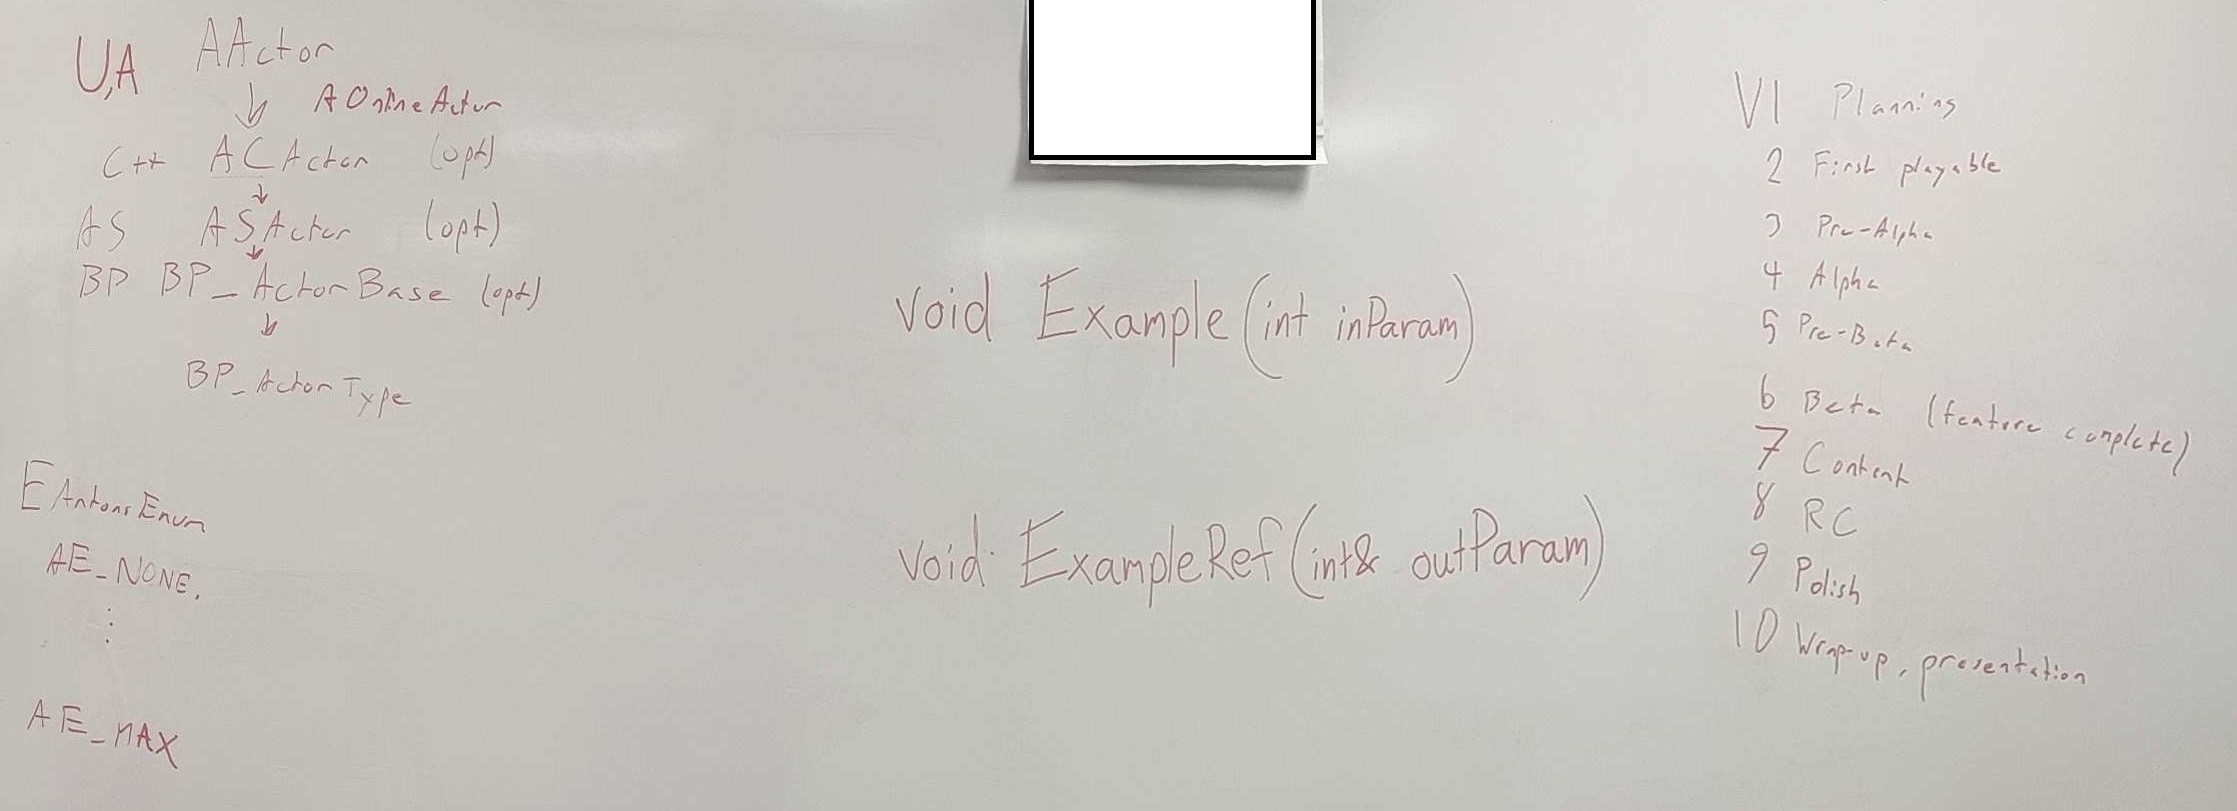 U,A AActor
AOnlineActor
C++ ACActor (opt)
AS ASActor (opt)
BP BP_ActorBase (opt)
BP_ActorType
EAntonsEnum
AE_NONE,
AE_MAX
void Example(int inParam)
void ExampleRef(int& outParam)
V1 Planning
2 First playable
3 Pre-Alpha
4 Alpha
5 Pre-Beta
6 Beta (feature complete)
7 Content
8 RC
9 Polish
10 Wrap-up, presentation